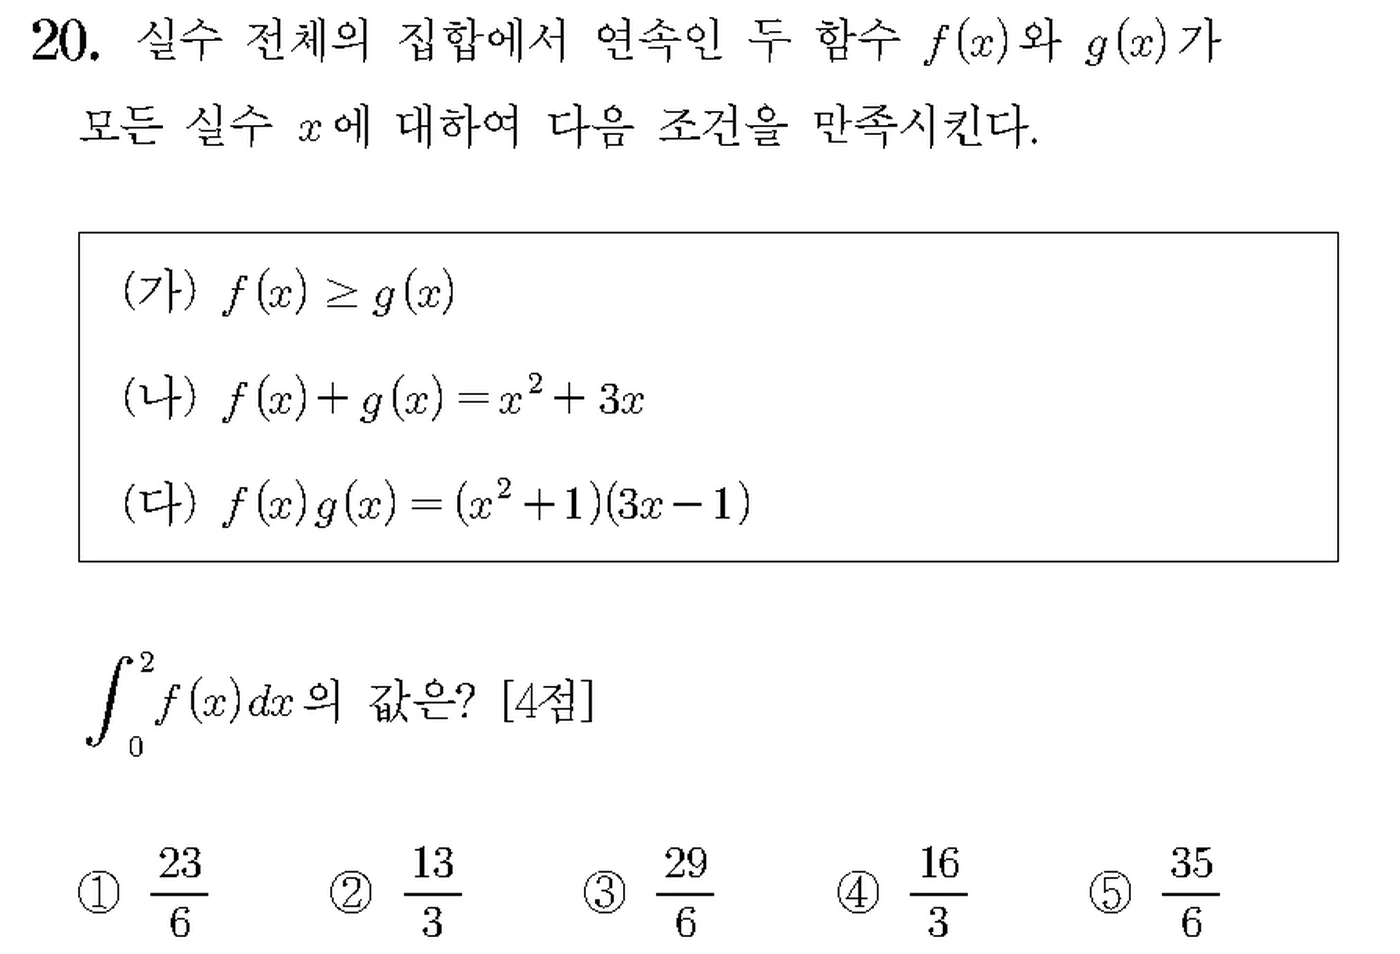 20. 실수 전체의 집합에서 연속인 두 함수 f(x)와 g(x)가
모든 실수 x에 대하여 다음 조건을 만족시킨다.
(가) f(x) ≥ g(x)
(나) f(x) + g(x) = x² + 3x
(다) f(x)g(x) = (x² + 1)(3x − 1)
∫₀² f(x)dx의 값은? [4점]
① 23/6 ② 13/3 ③ 29/6 ④ 16/3 ⑤ 35/6